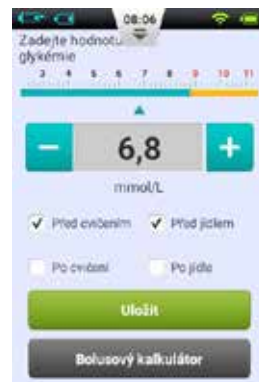 08:06
Zadejte hodnotu
glykémie
3 4 5 6 7 8 9 10 11
− 6,8 +
mmol/L
Před cvičením Před jídlem
Po cvičení Po jídle
Uložit
Bolusový kalkulátor